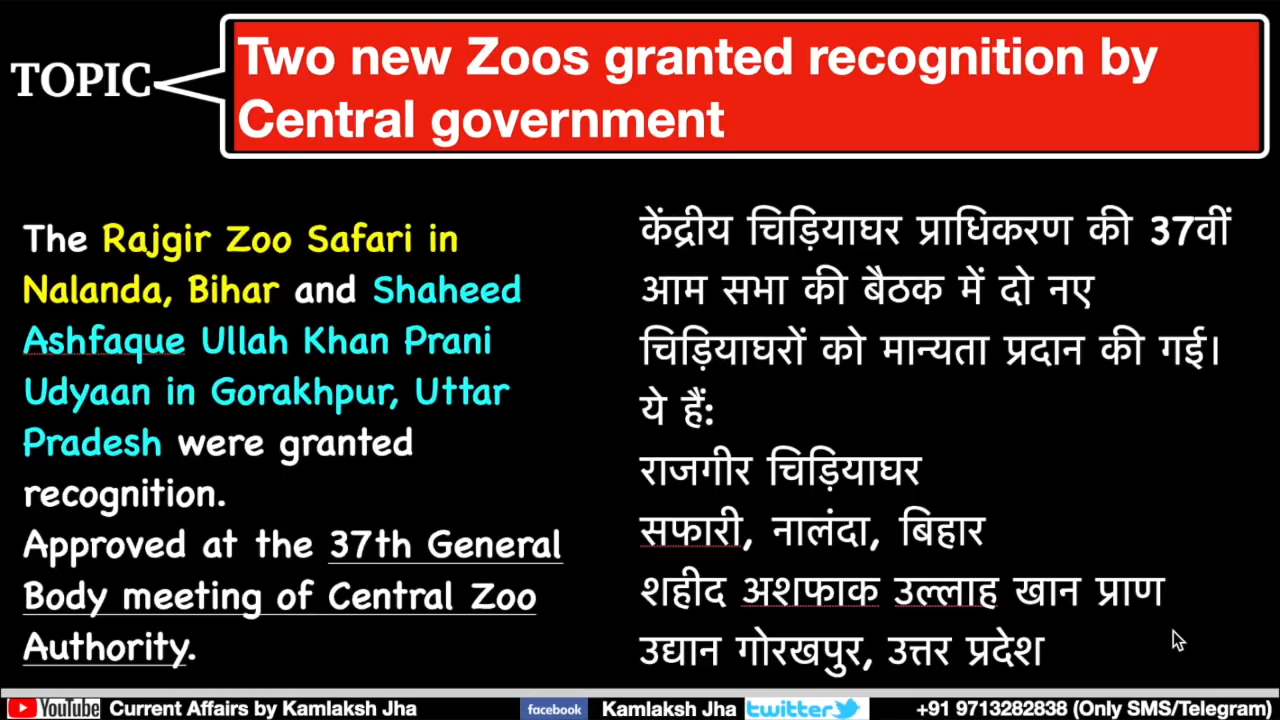 TOPIC
Two new Zoos granted recognition by
Central government
The Rajgir Zoo Safari in
Nalanda, Bihar and Shaheed
Ashfaque Ullah Khan Prani
Udyaan in Gorakhpur, Uttar
Pradesh were granted
recognition.
Approved at the 37th General
Body meeting of Central Zoo
Authority.
केंद्रीय चिड़ियाघर प्राधिकरण की 37वीं
आम सभा की बैठक में दो नए
चिड़ियाघरों को मान्यता प्रदान की गई।
ये हैं:
राजगीर चिड़ियाघर
सफारी, नालंदा, बिहार
शहीद अशफाक उल्लाह खान प्राण
उद्यान गोरखपुर, उत्तर प्रदेश
YouTube Current Affairs by Kamlaksh Jha facebook Kamlaksh Jha twitter +91 9713282838 (Only SMS/Telegram)